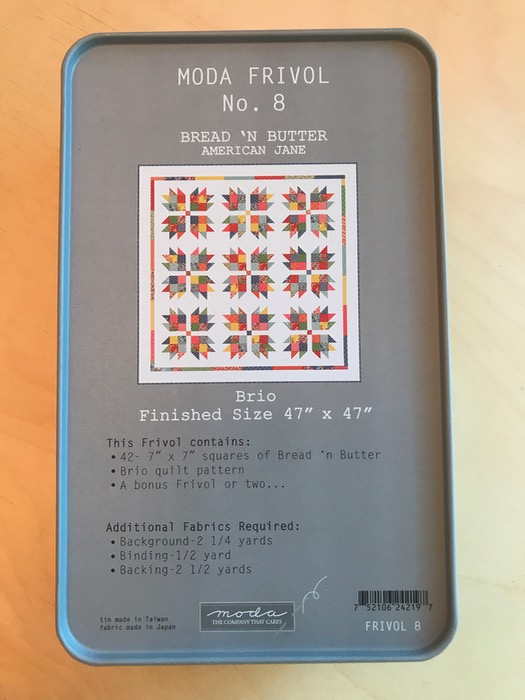 MODA FRIVOL
No. 8
BREAD 'N BUTTER
AMERICAN JANE
Brio
Finished Size 47” x 47”
This Frivol contains:
• 42- 7” x 7” squares of Bread 'n Butter
• Brio quilt pattern
• A bonus Frivol or two...
Additional Fabrics Required:
• Background-2 1/4 yards
• Binding-1/2 yard
• Backing-2 1/2 yards
tin made in Taiwan
fabric made in Japan
moda
THE COMPANY THAT CARES
7 52106 24219 7
FRIVOL 8